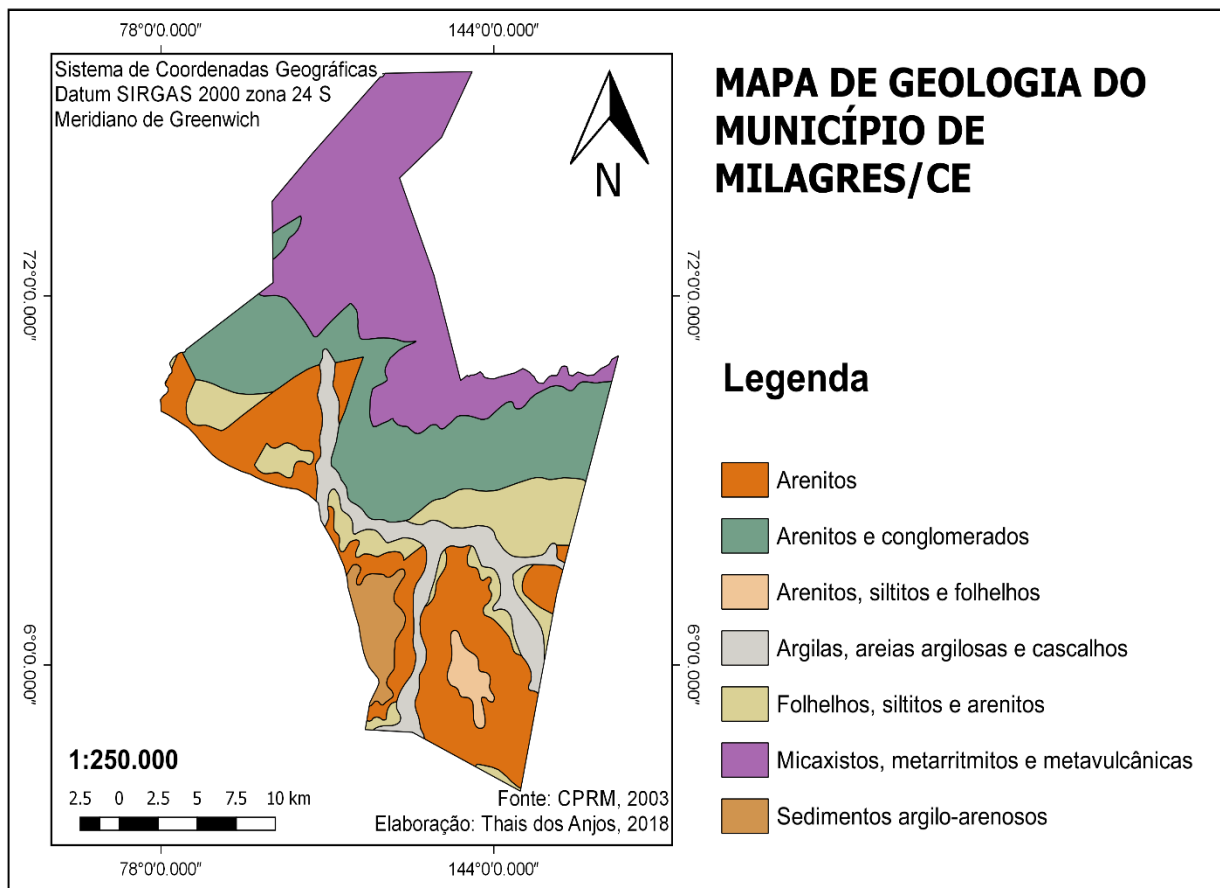 78°0'0.000"
144°0'0.000"
Sistema de Coordenadas Geográficas
Datum SIRGAS 2000 zona 24 S
Meridiano de Greenwich
N
MAPA DE GEOLOGIA DO
MUNICÍPIO DE
MILAGRES/CE
72°0'0.000"
72°0'0.000"
Legenda
Arenitos
Arenitos e conglomerados
Arenitos, siltitos e folhelhos
Argilas, areias argilosas e cascalhos
Folhelhos, siltitos e arenitos
Micaxistos, metarritmitos e metavulcânicas
Sedimentos argilo-arenosos
6°0'0.000"
6°0'0.000"
1:250.000
2.5 0 2.5 5 7.5 10 km
Fonte: CPRM, 2003
Elaboração: Thais dos Anjos, 2018
78°0'0.000"
144°0'0.000"